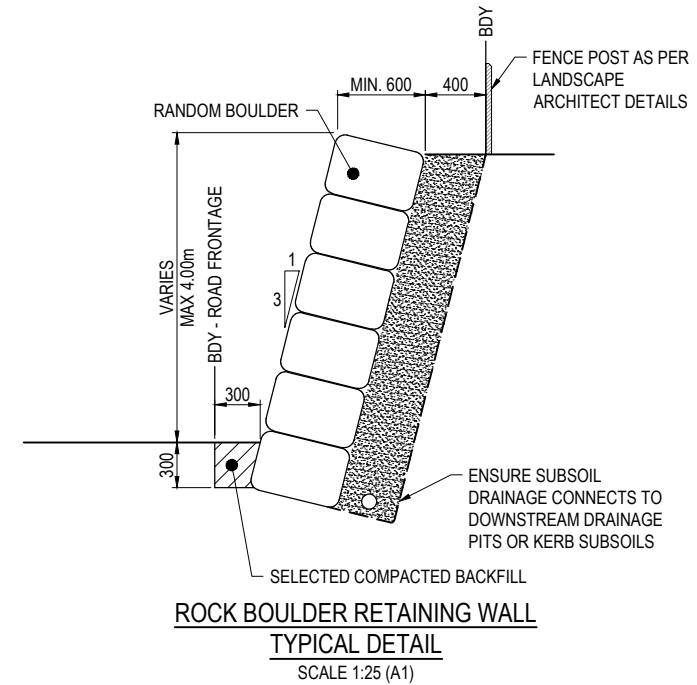 BDY
FENCE POST AS PER
LANDSCAPE
ARCHITECT DETAILS
MIN. 600
400
RANDOM BOULDER
VARIES
MAX 4.00m
BDY - ROAD FRONTAGE
1
3
300
300
ENSURE SUBSOIL
DRAINAGE CONNECTS TO
DOWNSTREAM DRAINAGE
PITS OR KERB SUBSOILS
SELECTED COMPACTED BACKFILL
ROCK BOULDER RETAINING WALL
TYPICAL DETAIL
SCALE 1:25 (A1)